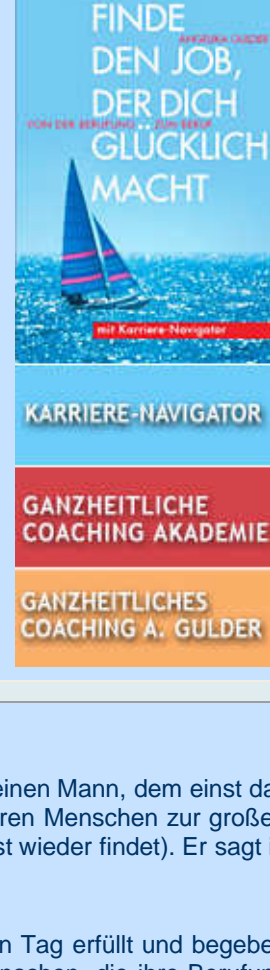 FINDE
ANGELIKA GULDER
DEN JOB,
DER DICH
VON DER BERUFUNG ZUM BERUF
GLÜCKLICH
MACHT
mit Karriere-Navigator
KARRIERE-NAVIGATOR
GANZHEITLICHE
COACHING AKADEMIE
GANZHEITLICHES
COACHING A. GULDER
einen Mann, dem einst da
ren Menschen zur große
st wieder findet). Er sagt i
n Tag erfüllt und begebe